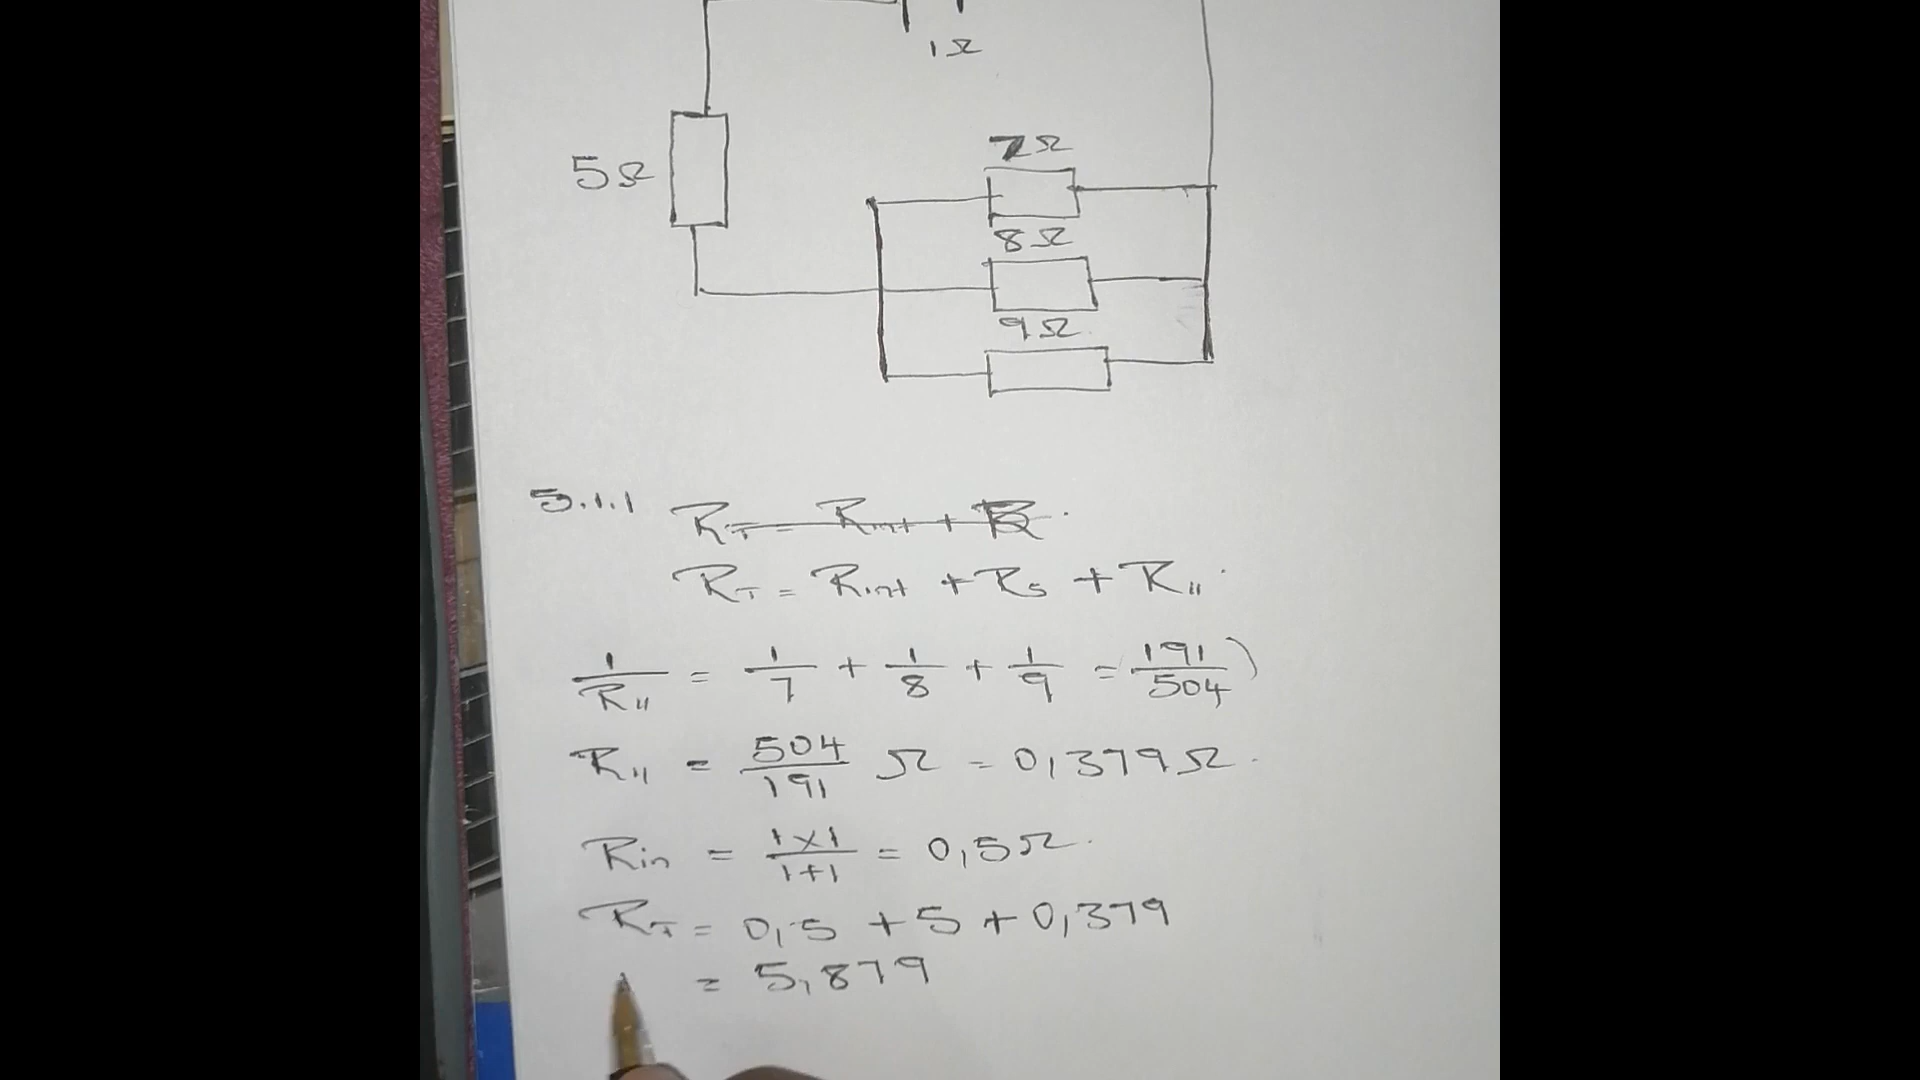 1Ω
7Ω
5Ω
8Ω
9Ω
5.1.1 R_T = R_int + R
R_T = R_int + R_S + R_||
1/R_|| = 1/7 + 1/8 + 1/9 = 191/504)
R_|| = 504/191 Ω = 0,379Ω.
R_in = 1×1/1+1 = 0,5Ω.
R_T = 0,5 + 5 + 0,379
= 5,879